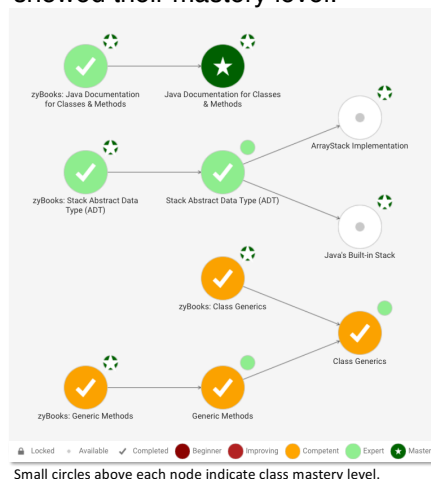 showed their mastery level.
zyBooks: Java Documentation
for Classes & Methods
Java Documentation for Classes
& Methods
ArrayStack Implementation
zyBooks: Stack Abstract Data
Type (ADT)
Stack Abstract Data Type (ADT)
Java's Built-in Stack
zyBooks: Class Generics
Class Generics
zyBooks: Generic Methods
Generic Methods
Locked Available Completed Beginner Improving Competent Expert Master
Small circles above each node indicate class mastery level.